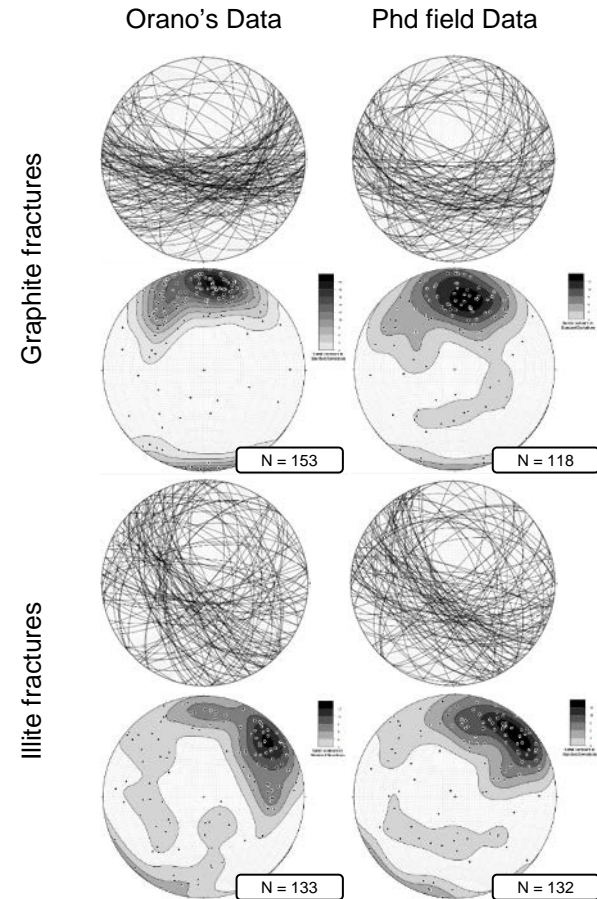 Orano's Data
Phd field Data
Graphite fractures
N = 153
N = 118
Illite fractures
N = 133
N = 132